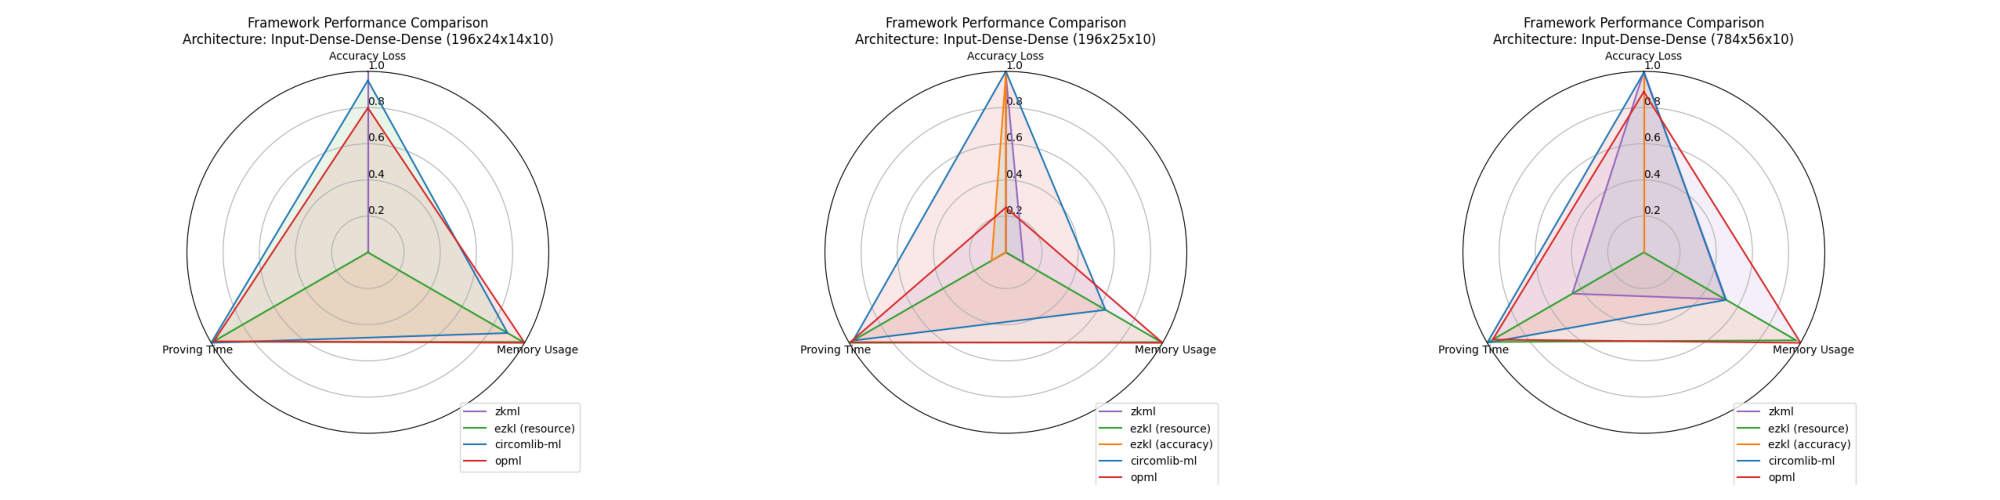 Framework Performance Comparison
Architecture: Input-Dense-Dense-Dense (196x24x14x10)
Accuracy Loss
1.0
0.8
0.6
0.4
0.2
Proving Time
Memory Usage
zkml
ezkl (resource)
circomlib-ml
opml
Framework Performance Comparison
Architecture: Input-Dense-Dense (196x25x10)
Accuracy Loss
1.0
0.8
0.6
0.4
0.2
Proving Time
Memory Usage
zkml
ezkl (resource)
ezkl (accuracy)
circomlib-ml
opml
Framework Performance Comparison
Architecture: Input-Dense-Dense (784x56x10)
Accuracy Loss
1.0
0.8
0.6
0.4
0.2
Proving Time
Memory Usage
zkml
ezkl (resource)
ezkl (accuracy)
circomlib-ml
opml